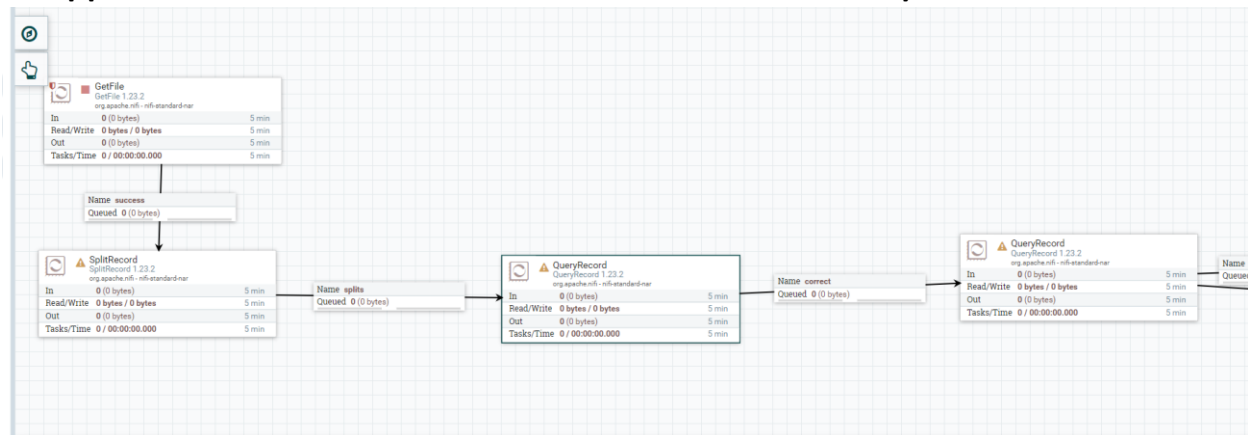 GetFile
GetFile 1.23.2
org.apache.nifi - nifi-standard-nar
In 0 (0 bytes) 5 min
Read/Write 0 bytes / 0 bytes 5 min
Out 0 (0 bytes) 5 min
Tasks/Time 0 / 00:00:00.000 5 min
Name success
Queued 0 (0 bytes)
SplitRecord
SplitRecord 1.23.2
org.apache.nifi - nifi-standard-nar
In 0 (0 bytes) 5 min
Read/Write 0 bytes / 0 bytes 5 min
Out 0 (0 bytes) 5 min
Tasks/Time 0 / 00:00:00.000 5 min
Name splits
Queued 0 (0 bytes)
QueryRecord
QueryRecord 1.23.2
org.apache.nifi - nifi-standard-nar
In 0 (0 bytes) 5 min
Read/Write 0 bytes / 0 bytes 5 min
Out 0 (0 bytes) 5 min
Tasks/Time 0 / 00:00:00.000 5 min
Name correct
Queued 0 (0 bytes)
QueryRecord
QueryRecord 1.23.2
org.apache.nifi - nifi-standard-nar
In 0 (0 bytes) 5 min
Read/Write 0 bytes / 0 bytes 5 min
Out 0 (0 bytes) 5 min
Tasks/Time 0 / 00:00:00.000 5 min
Name